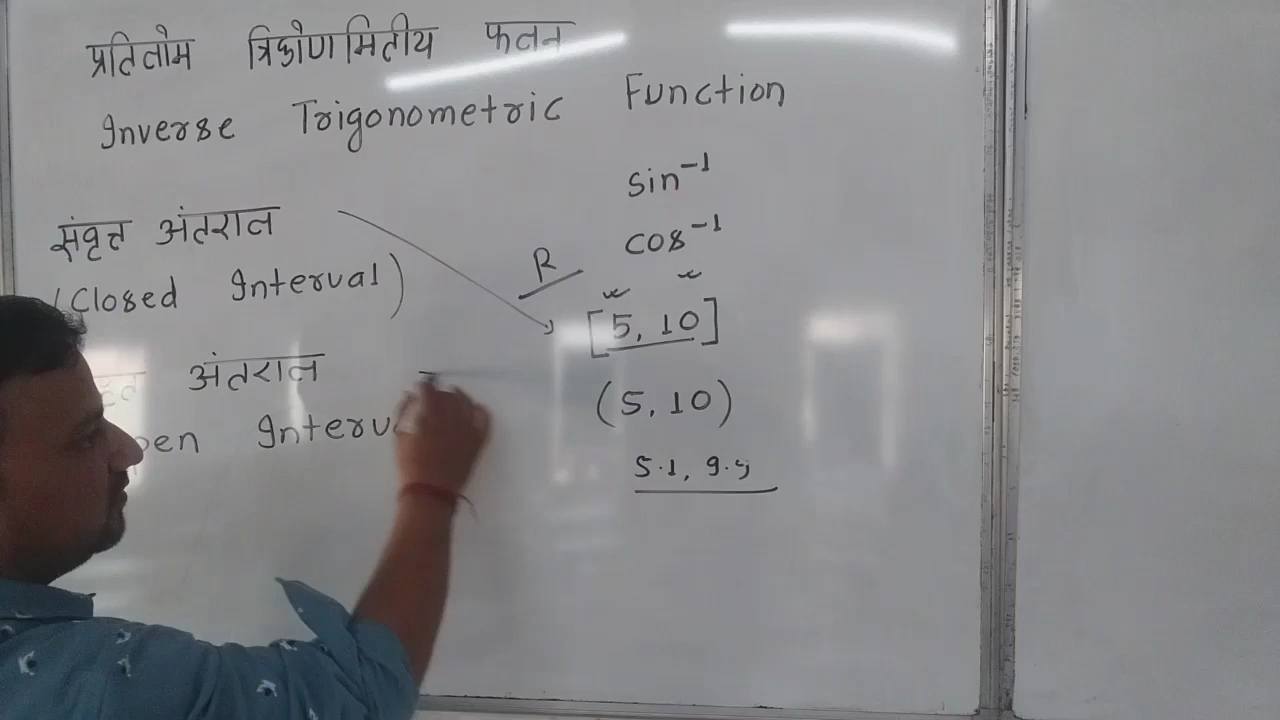 प्रतिलोम त्रिकोणमितीय फलन
Inverse Trigonometric Function
sin⁻¹
cos⁻¹
संवृत्त अंतराल
(Closed Interval)
R
[5, 10]
अंतराल
(5, 10)
5.1, 9.9